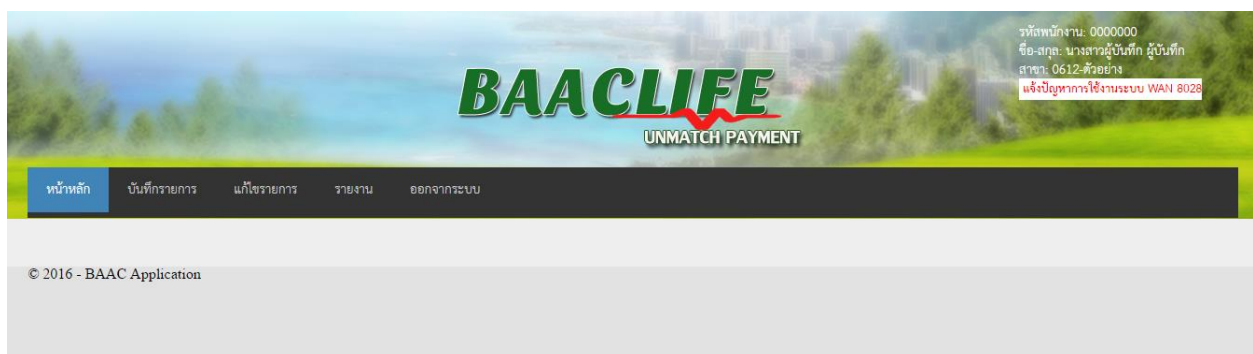 รหัสพนักงาน: 0000000
ชื่อ-สกุล: นางสาวผู้บันทึก ผู้บันทึก
สาขา: 0612-ตัวอย่าง
แจ้งปัญหาการใช้งานระบบ WAN 8028
BAACLIFE
UNMATCH PAYMENT
หน้าหลัก บันทึกรายการ แก้ไขรายการ รายงาน ออกจากระบบ
© 2016 - BAAC Application